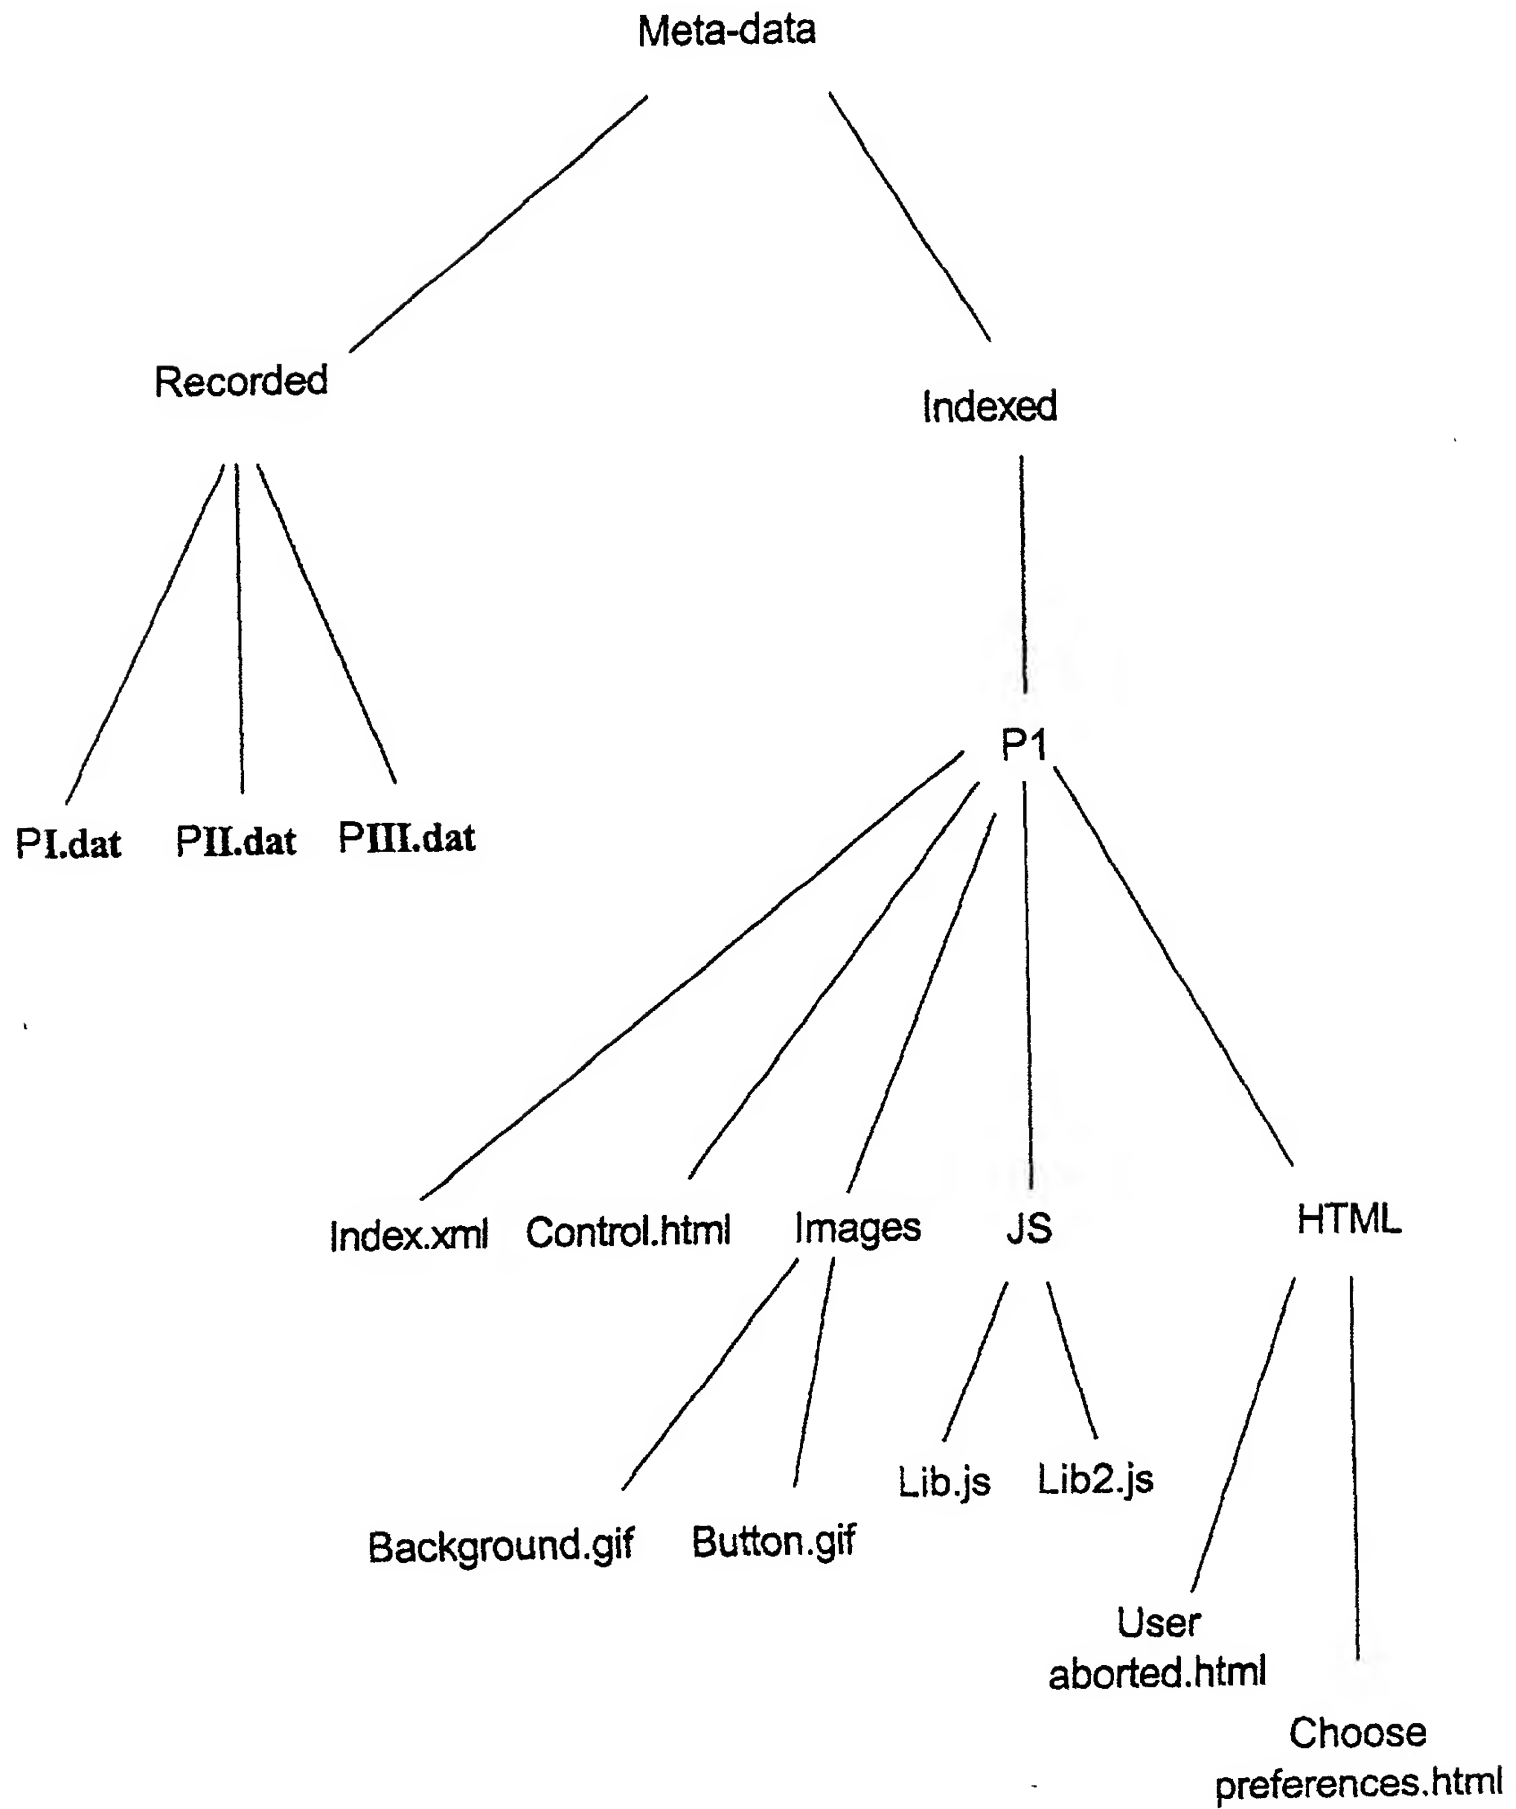 Meta-data
Recorded
Indexed
P1
PI.dat PII.dat PIII.dat
Index.xml Control.html Images JS HTML
Lib.js Lib2.js
Background.gif Button.gif
User
aborted.html
Choose
preferences.html